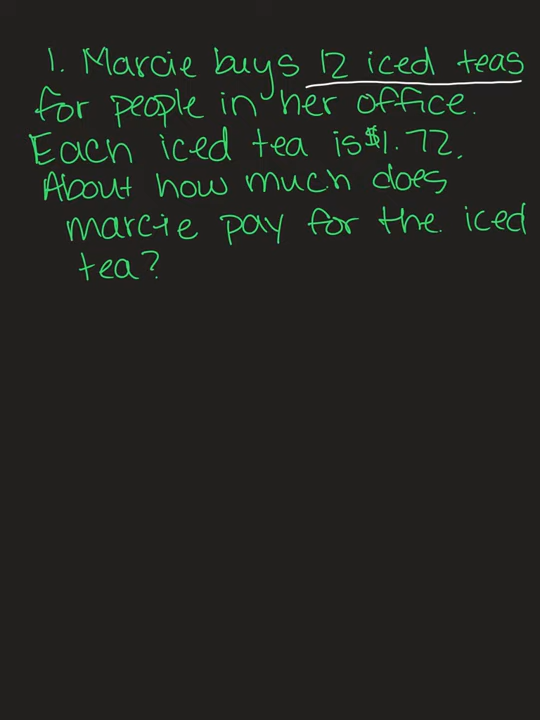 1. Marcie buys 12 iced teas
for people in her office.
Each iced tea is $1.72.
About how much does
marcie pay for the iced
tea?